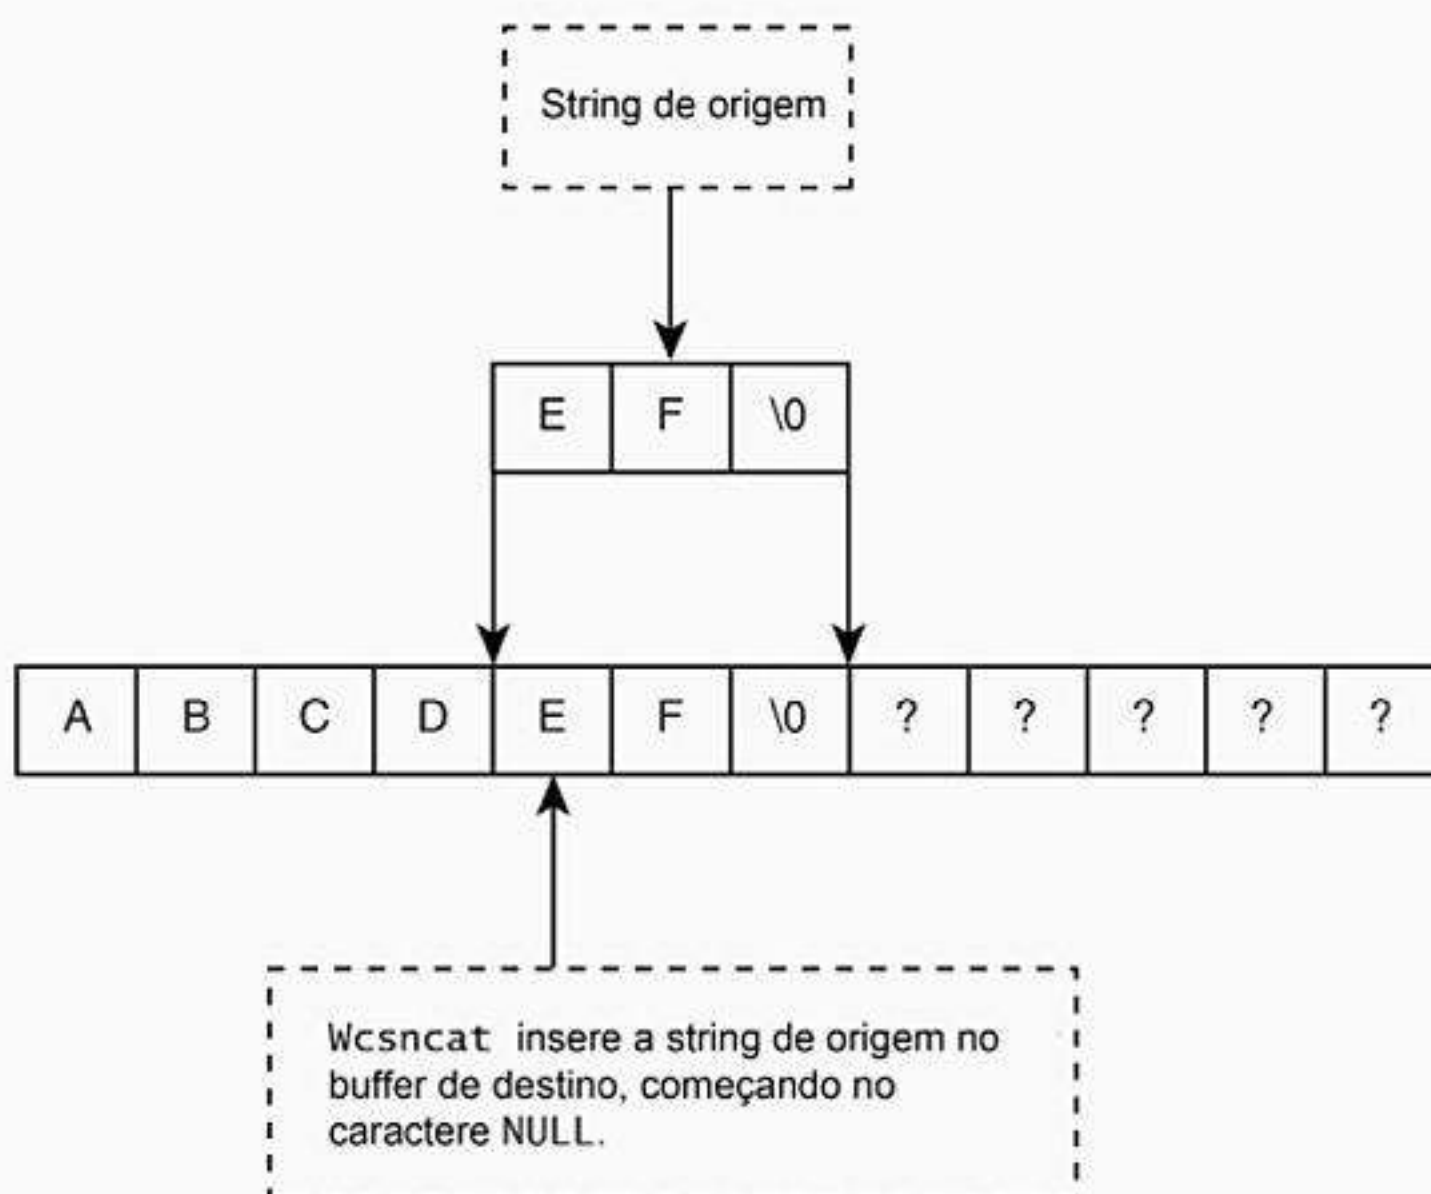 String de origem
E F \0
A B C D E F \0 ? ? ? ? ?
Wcsncat insere a string de origem no
buffer de destino, começando no
caractere NULL.